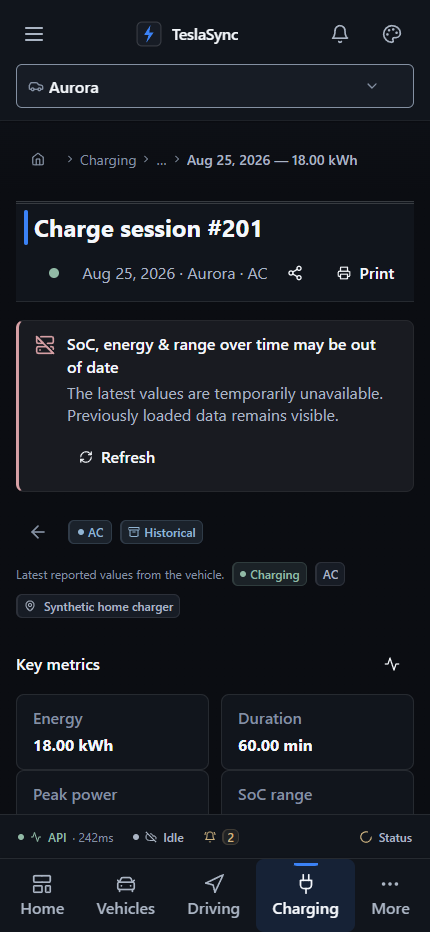 TeslaSync
Aurora
Charging
...
Aug 25, 2026 — 18.00 kWh
Charge session #201
Aug 25, 2026 · Aurora · AC
Print
SoC, energy & range over time may be out
of date
The latest values are temporarily unavailable.
Previously loaded data remains visible.
Refresh
AC
Historical
Latest reported values from the vehicle.
Charging
AC
Synthetic home charger
Key metrics
Energy
Duration
18.00 kWh
60.00 min
Peak power
SoC range
API · 242ms
Idle
2
Status
Home
Vehicles
Driving
Charging
More